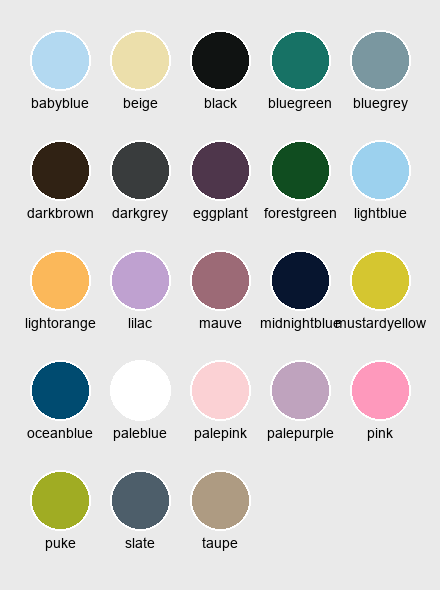 babyblue beige black bluegreen bluegrey
darkbrown darkgrey eggplant forestgreen lightblue
lightorange lilac mauve midnightblue mustardyellow
oceanblue paleblue palepink palepurple pink
puke slate taupe